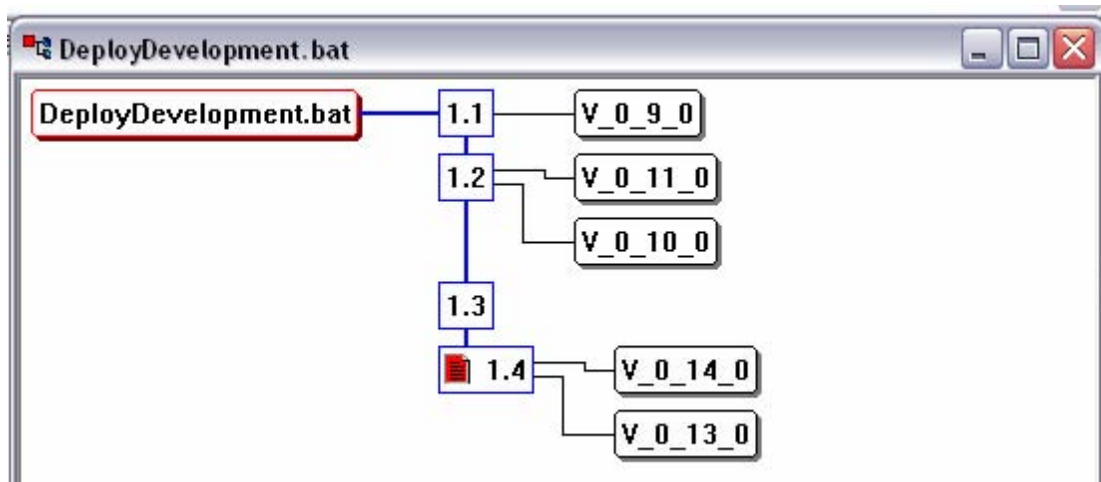 DeployDevelopment.bat
DeployDevelopment.bat
1.1
V_0_9_0
1.2
V_0_11_0
V_0_10_0
1.3
1.4
V_0_14_0
V_0_13_0